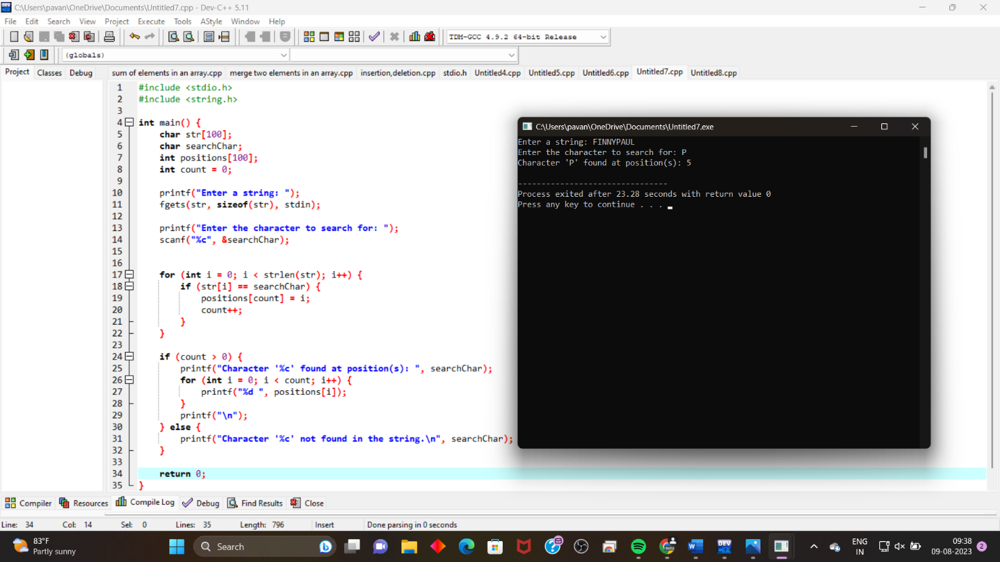 C:\Users\pavan\OneDrive\Documents\Untitled7.cpp - Dev-C++ 5.11
File Edit Search View Project Execute Tools AStyle Window Help
TDM-GCC 4.9.2 64-bit Release
(globals)
Project Classes Debug
sum of elements in an array.cpp merge two elements in an array.cpp insertion,deletion.cpp stdio.h Untitled4.cpp Untitled5.cpp Untitled6.cpp Untitled7.cpp Untitled8.cpp
1 #include <stdio.h>
2 #include <string.h>
3
4 int main() {
5 char str[100];
6 char searchChar;
7 int positions[100];
8 int count = 0;
9
10 printf("Enter a string: ");
11 fgets(str, sizeof(str), stdin);
12
13 printf("Enter the character to search for: ");
14 scanf("%c", &searchChar);
15
16
17 for (int i = 0; i < strlen(str); i++) {
18 if (str[i] == searchChar) {
19 positions[count] = i;
20 count++;
21 }
22 }
23
24 if (count > 0) {
25 printf("Character '%c' found at position(s): ", searchChar);
26 for (int i = 0; i < count; i++) {
27 printf("%d ", positions[i]);
28 }
29 printf("\n");
30 } else {
31 printf("Character '%c' not found in the string.\n", searchChar);
32 }
33
34 return 0;
35 }
C:\Users\pavan\OneDrive\Documents\Untitled7.exe
Enter a string: FINNYPAUL
Enter the character to search for: P
Character 'P' found at position(s): 5
--------------------------------
Process exited after 23.28 seconds with return value 0
Press any key to continue . . .
Compiler Resources Compile Log Debug Find Results Close
Line: 34 Col: 14 Sel: 0 Lines: 35 Length: 796 Insert Done parsing in 0 seconds
83°F
Partly sunny
Search
DEV
Beta
ENG
IN
09:38
09-08-2023
2